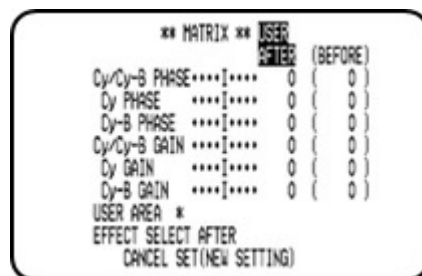 ** MATRIX ** USER
AFTER (BEFORE)
Cy/Cy-B PHASE••••I•••• 0 ( 0 )
Cy PHASE ••••I•••• 0 ( 0 )
Cy-B PHASE ••••I•••• 0 ( 0 )
Cy/Cy-B GAIN ••••I•••• 0 ( 0 )
Cy GAIN ••••I•••• 0 ( 0 )
Cy-B GAIN ••••I•••• 0 ( 0 )
USER AREA *
EFFECT SELECT AFTER
CANCEL SET(NEW SETTING)